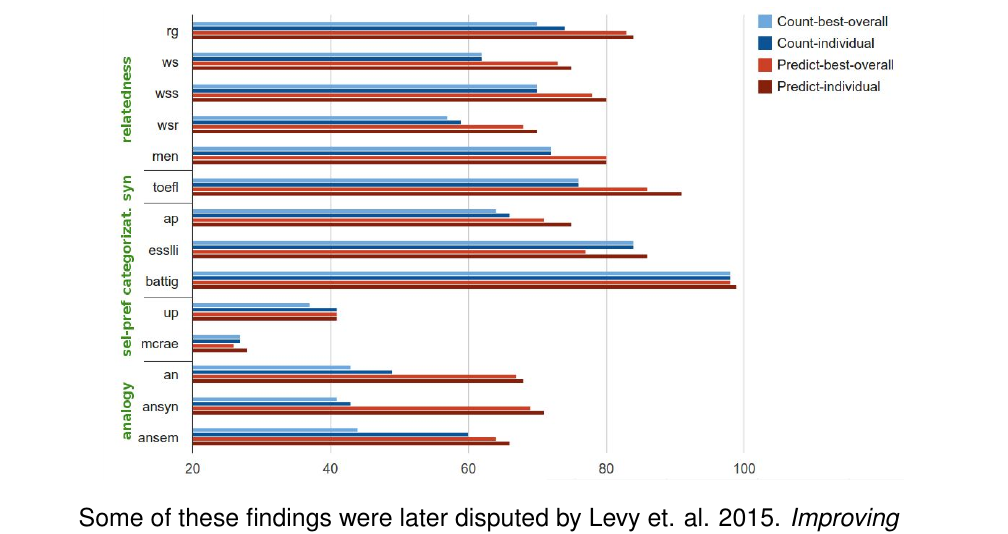 Count-best-overall
Count-individual
Predict-best-overall
Predict-individual
relatedness
rg
ws
wss
wsr
men
syn
toefl
categorizat.
ap
esslli
battig
sel-pref
up
mcrae
analogy
an
ansyn
ansem
20 40 60 80 100
Some of these findings were later disputed by Levy et. al. 2015. Improving